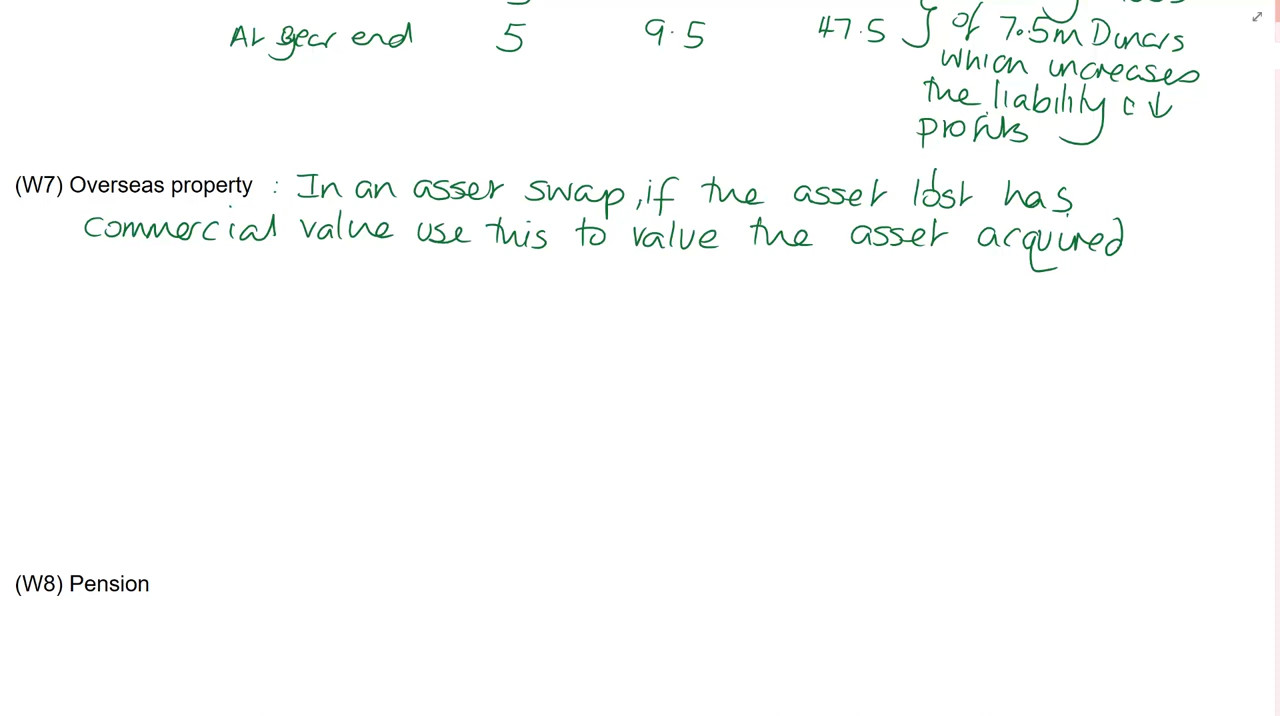 At year end 5 9.5 47.5 } of 7.5m Dinars
which increases
the liability & ↓
profits
(W7) Overseas property : In an asset swap, if the asset lost has
commercial value use this to value the asset acquired
(W8) Pension